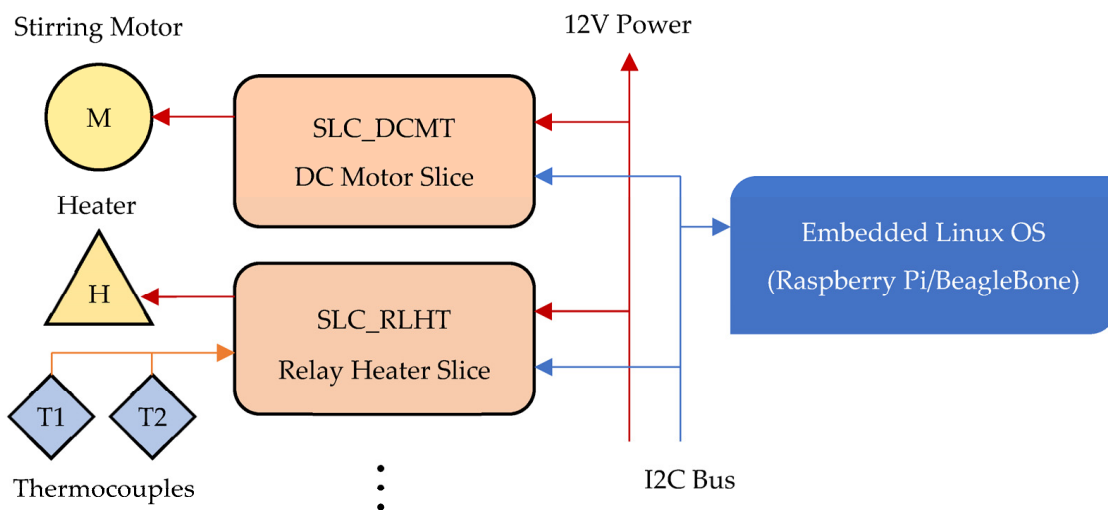 Stirring Motor
12V Power
M
SLC_DCMT
DC Motor Slice
Heater
Embedded Linux OS
(Raspberry Pi/BeagleBone)
H
SLC_RLHT
Relay Heater Slice
T1
T2
Thermocouples
I2C Bus